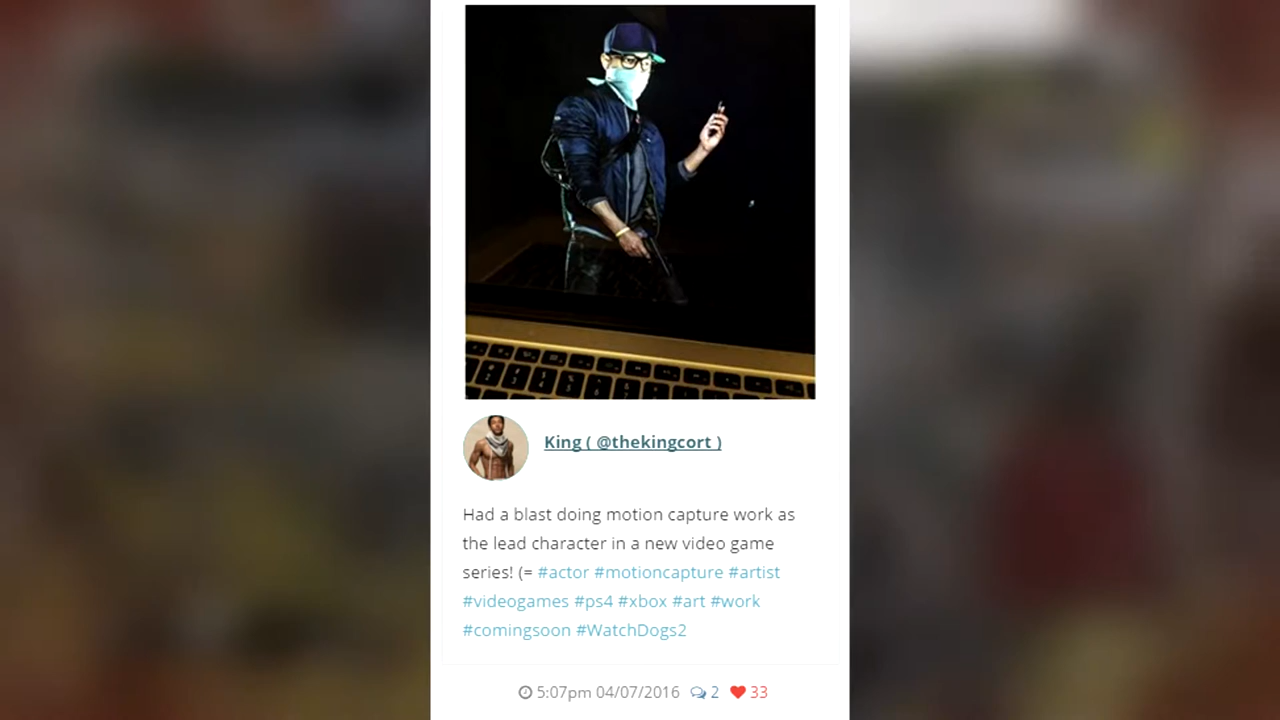 King ( @thekingcort )
Had a blast doing motion capture work as
the lead character in a new video game
series! (= #actor #motioncapture #artist
#videogames #ps4 #xbox #art #work
#comingsoon #WatchDogs2
5:07pm 04/07/2016 2 33